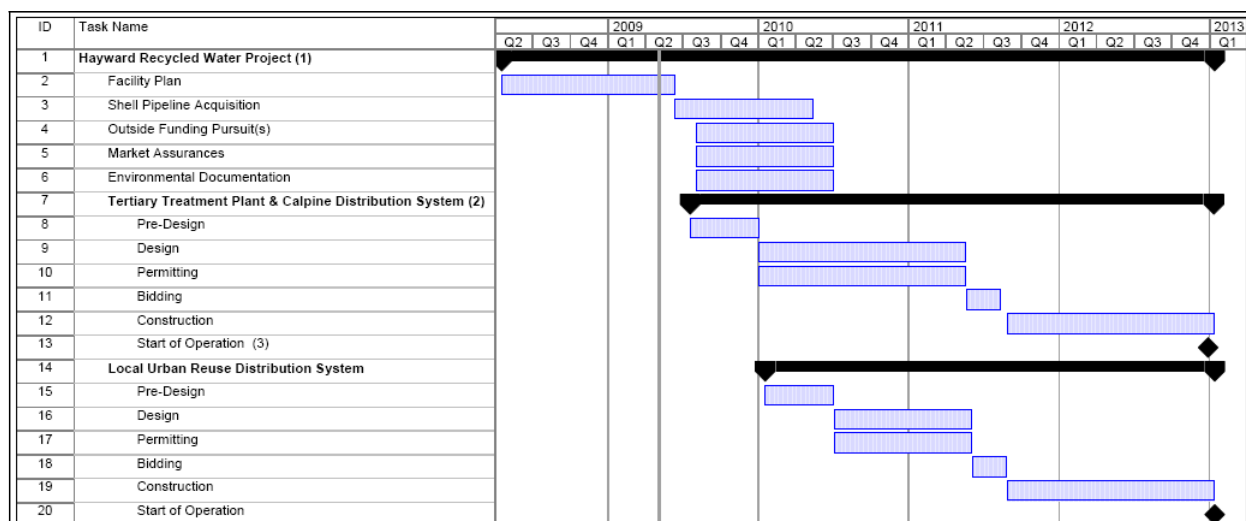 ID Task Name 2009 2010 2011 2012 2013
Q2 Q3 Q4 Q1 Q2 Q3 Q4 Q1 Q2 Q3 Q4 Q1 Q2 Q3 Q4 Q1 Q2 Q3 Q4 Q1
1 Hayward Recycled Water Project (1)
2 Facility Plan
3 Shell Pipeline Acquisition
4 Outside Funding Pursuit(s)
5 Market Assurances
6 Environmental Documentation
7 Tertiary Treatment Plant & Calpine Distribution System (2)
8 Pre-Design
9 Design
10 Permitting
11 Bidding
12 Construction
13 Start of Operation (3)
14 Local Urban Reuse Distribution System
15 Pre-Design
16 Design
17 Permitting
18 Bidding
19 Construction
20 Start of Operation